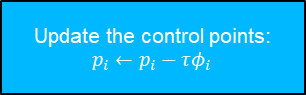 Update the control points:
𝑝ᵢ ← 𝑝ᵢ − 𝜏𝜙ᵢ